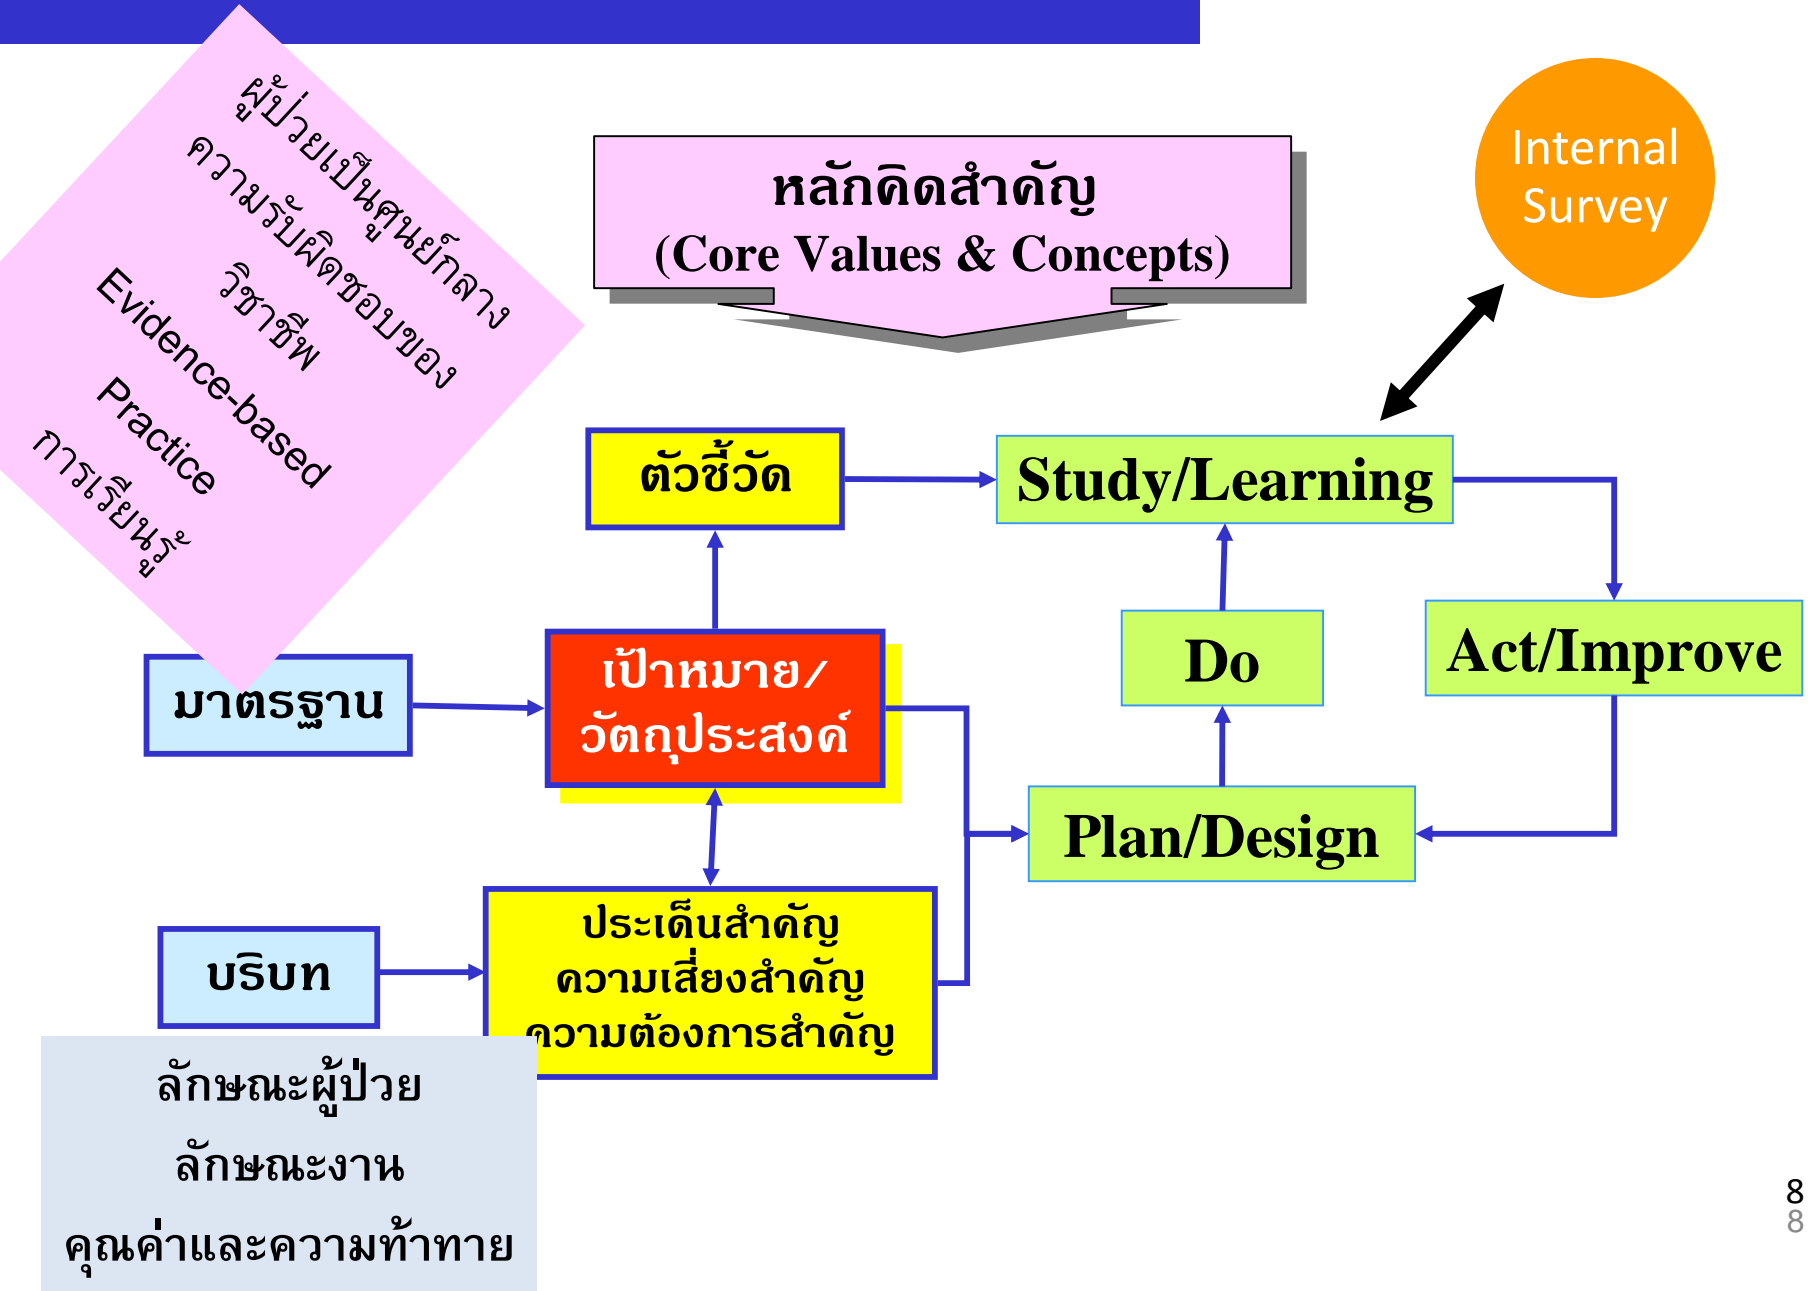 ผู้ป่วยเป็นศูนย์กลาง
ความรับผิดชอบของ
วิชาชีพ
Evidence-based
Practice
การเรียนรู้
หลักคิดสำคัญ
(Core Values & Concepts)
Internal
Survey
ตัวชี้วัด
Study/Learning
มาตรฐาน
เป้าหมาย/
วัตถุประสงค์
Do
Act/Improve
Plan/Design
บริบท
ประเด็นสำคัญ
ความเสี่ยงสำคัญ
ความต้องการสำคัญ
ลักษณะผู้ป่วย
ลักษณะงาน
คุณค่าและความท้าทาย
8
8